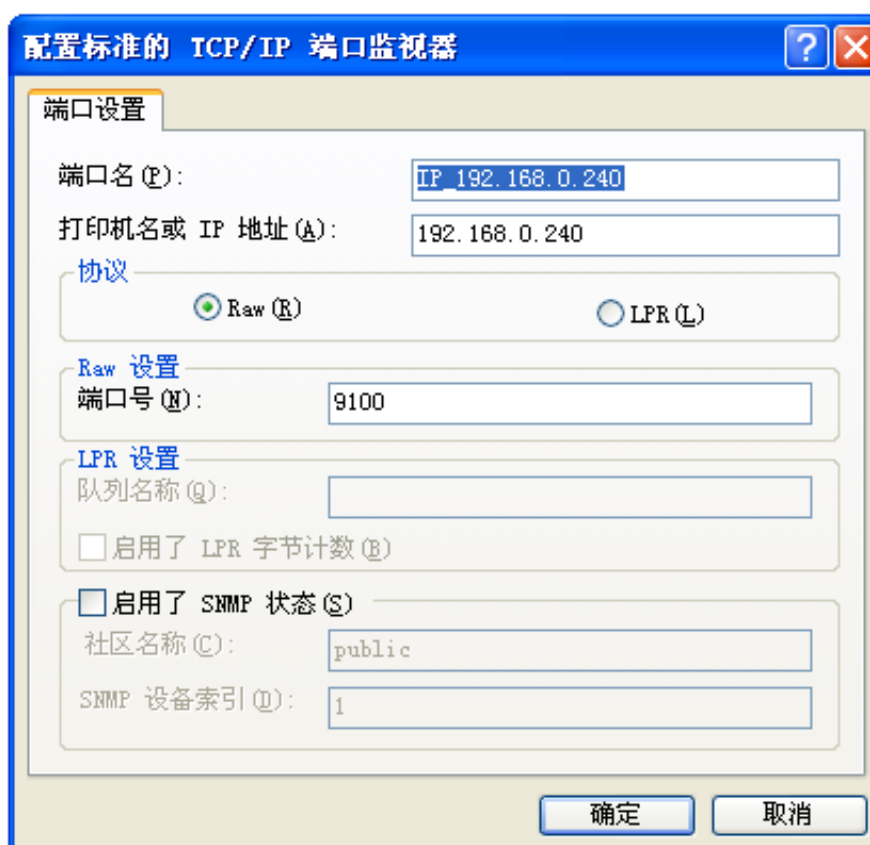 配置标准的 TCP/IP 端口监视器
端口设置
端口名(P): IP_192.168.0.240
打印机名或 IP 地址(A): 192.168.0.240
协议
Raw(R) LPR(L)
Raw 设置
端口号(N): 9100
LPR 设置
队列名称(Q):
启用了 LPR 字节计数(B)
启用了 SNMP 状态(S)
社区名称(C): public
SNMP 设备索引(D): 1
确定 取消